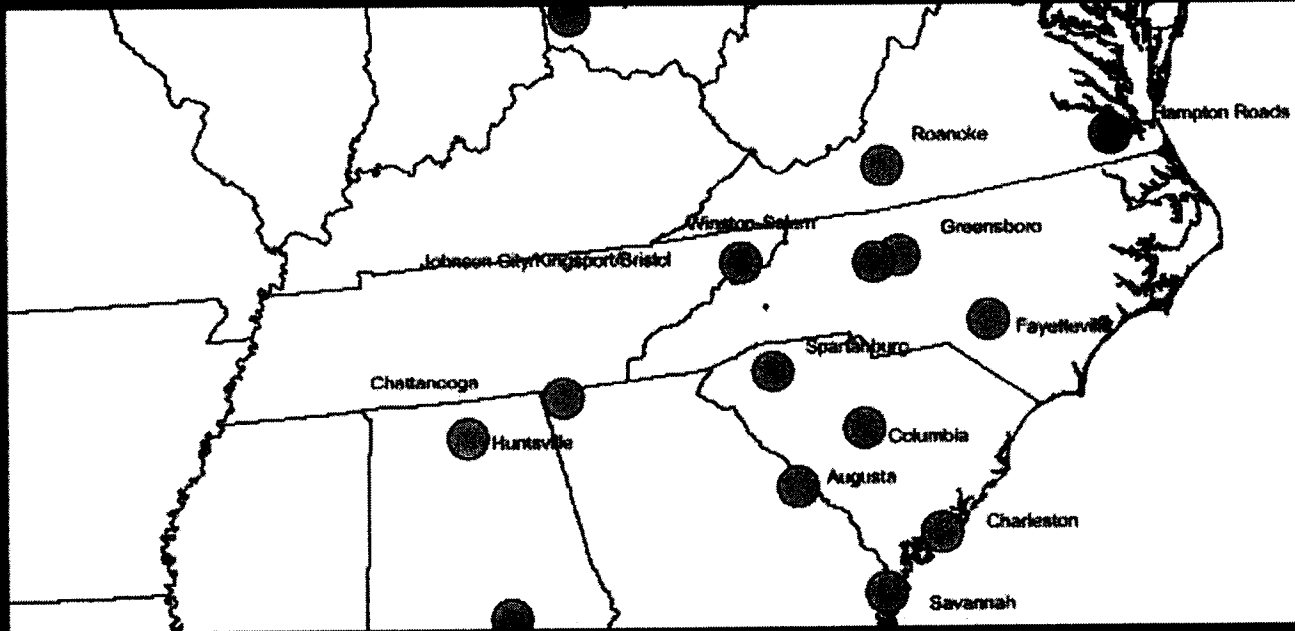 Hampton Roads
Roanoke
Winston-Salem
Greensboro
Johnson City/Kingsport/Bristol
Fayetteville
Spartanburg
Chattanooga
Huntsville
Columbia
Augusta
Charleston
Savannah